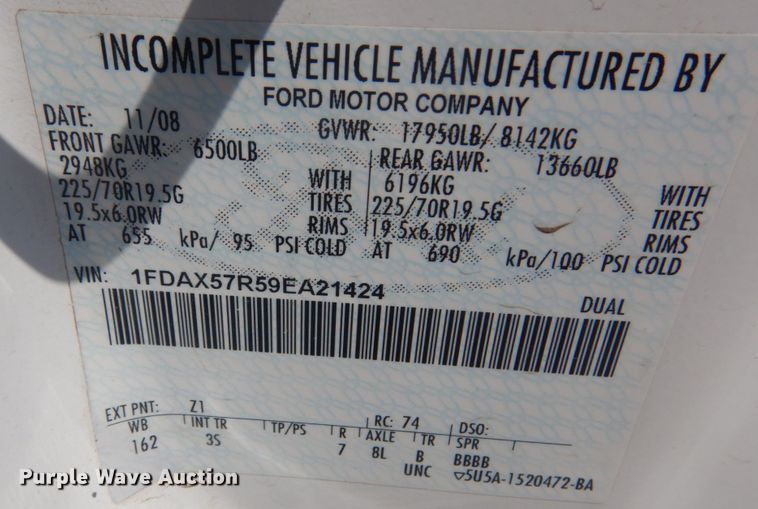 INCOMPLETE VEHICLE MANUFACTURED BY
FORD MOTOR COMPANY
DATE: 11/08 GVWR: 17950LB/ 8142KG
FRONT GAWR: 6500LB REAR GAWR: 13660LB
2948KG WITH 6196KG WITH
225/70R19.5G TIRES 225/70R19.5G TIRES
19.5x6.0RW RIMS 19.5x6.0RW RIMS
AT 655 kPa/ 95 PSI COLD AT 690 kPa/100 PSI COLD
VIN: 1FDAX57R59EA21424 DUAL
EXT PNT: Z1 RC: 74 DSO:
WB INT TR TP/PS R AXLE TR SPR
162 3S 7 8L B BBBB
UNC 5U5A-1520472-BA
Purple Wave Auction